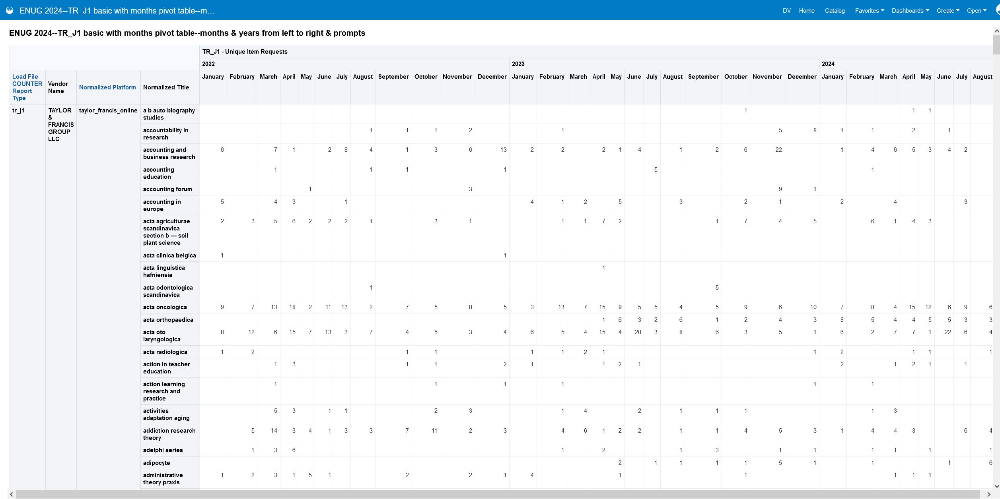 ENUG 2024--TR_J1 basic with months pivot table--m...
DV Home Catalog Favorites Dashboards Create Open
ENUG 2024--TR_J1 basic with months pivot table--months & years from left to right & prompts
TR_J1 - Unique Item Requests
2022 2023 2024
Load File COUNTER Report Type Vendor Name Normalized Platform Normalized Title January February March April May June July August September October November December January February March April May June July August September October November December January February March April May June July August
tr_j1 TAYLOR & FRANCIS GROUP LLC taylor_francis_online a b auto biography studies 1 1 1
accountability in research 1 1 1 2 1 5 8 1 1 2 1
accounting and business research 6 7 1 2 8 4 1 3 6 13 2 2 2 1 4 1 2 6 22 1 4 6 5 3 4 2
accounting education 1 1 1 1 5 1
accounting forum 1 3 9 1
accounting in europe 5 4 3 1 4 1 2 5 3 2 1 2 4 3
acta agriculturae scandinavica section b — soil plant science 2 3 5 6 2 2 2 1 3 1 1 1 7 2 1 7 4 5 6 1 4 3
acta clinica belgica 1 1
acta linguistica hafniensia 1
acta odontologica scandinavica 1 5
acta oncologica 9 7 13 18 2 11 13 2 7 5 8 5 3 13 7 15 9 5 5 4 5 9 6 10 7 8 4 15 12 6 9 6
acta orthopaedica 1 6 3 2 6 1 2 4 3 8 5 4 4 5 5 3 3
acta oto laryngologica 8 12 6 15 7 13 3 7 4 5 3 4 6 5 4 15 4 20 3 8 6 3 5 1 6 2 7 7 1 22 6 4
acta radiologica 1 2 1 1 1 1 2 1 1 2 1 1 1
action in teacher education 1 3 1 1 2 1 1 2 1 2 1 2 1 1
action learning research and practice 1 1 1 1 1 1
activities adaptation aging 5 3 1 1 2 3 1 4 2 1 1 1 1 3
addiction research theory 5 14 3 4 1 3 3 7 11 2 3 4 6 1 2 2 1 1 4 5 3 1 4 4 3 6 4
adelphi series 1 3 6 1 2 1 3 1 1 1 1 1 1
adipocyte 2 1 1 1 1 5 1 1 1 6
administrative theory praxis 1 2 3 1 5 1 2 2 1 4 1 1 1 1 1